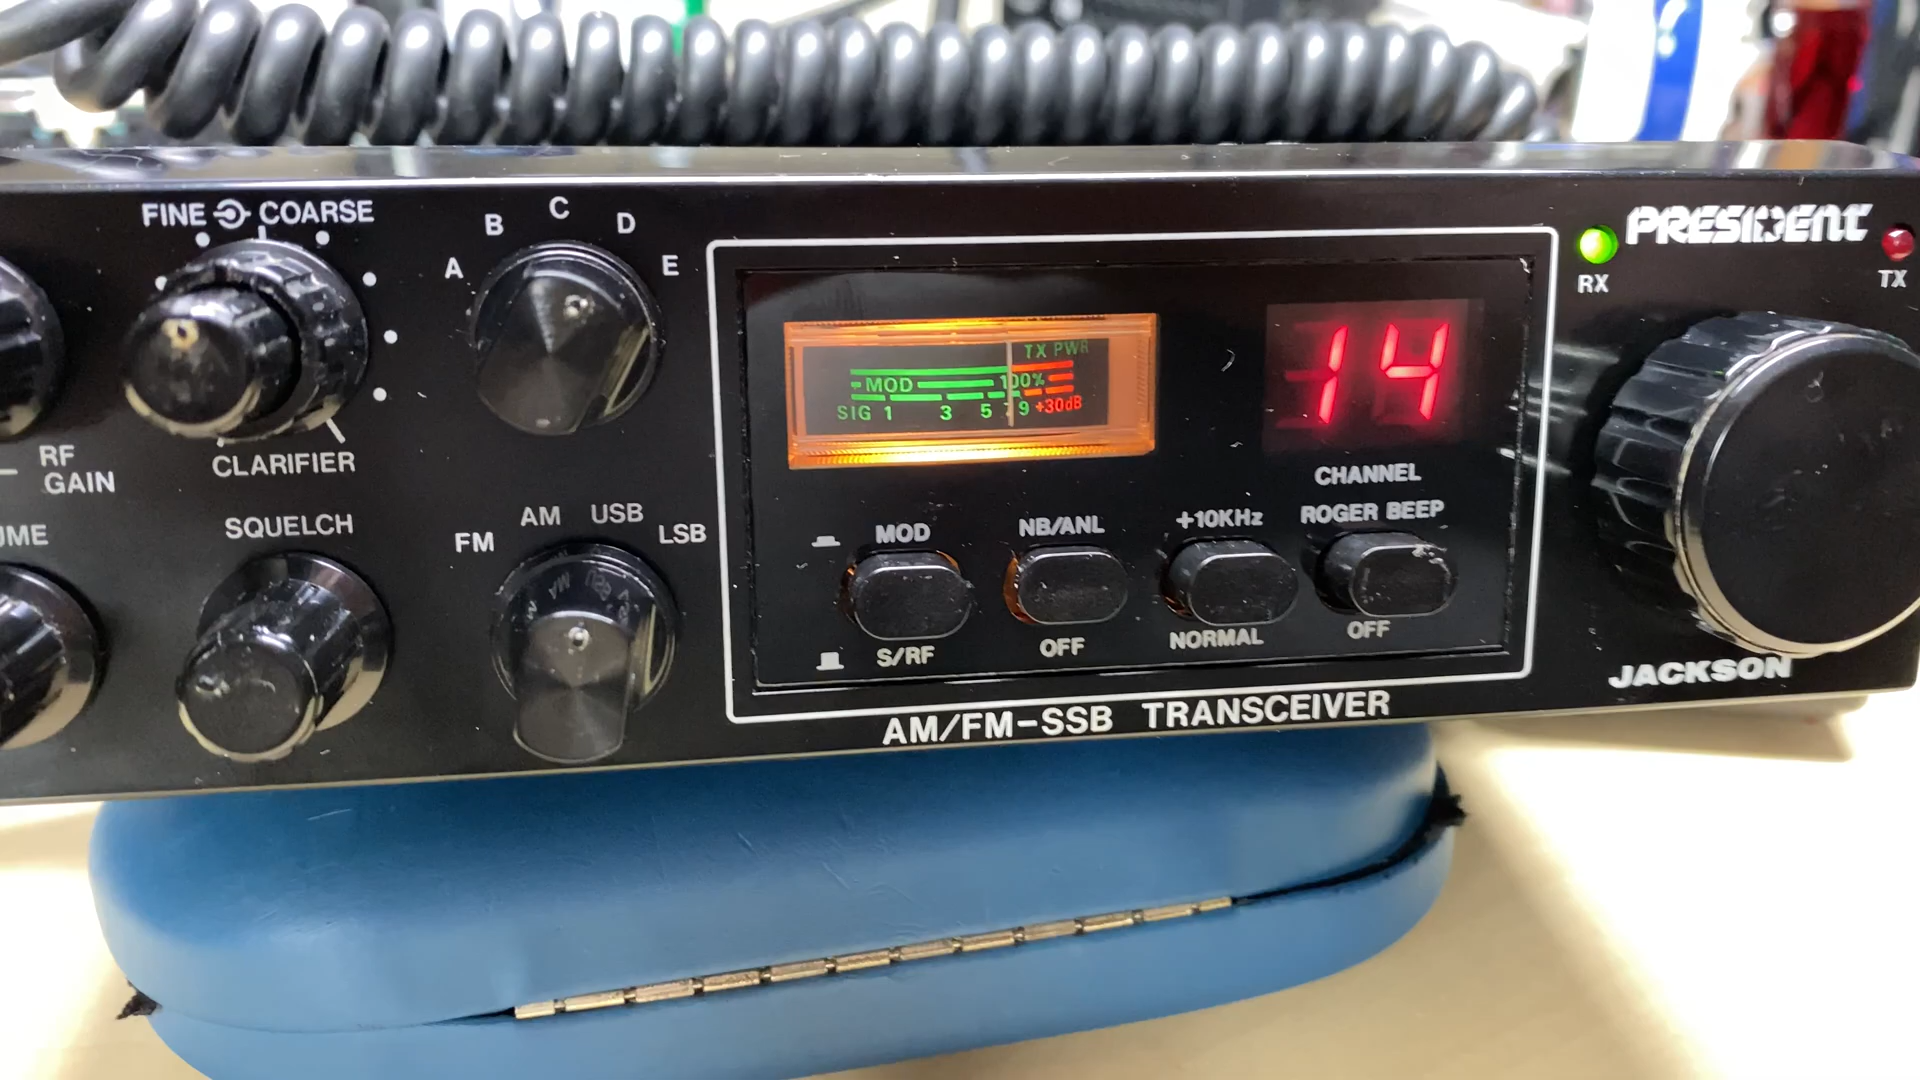 FINE COARSE
A B C D E
RF
GAIN
CLARIFIER
TX PWR
MOD 100%
SIG 1 3 5 9 +30dB
14
CHANNEL
PRESIDENT
RX
TX
UME
SQUELCH
FM AM USB LSB
MOD NB/ANL +10KHz ROGER BEEP
S/RF OFF NORMAL OFF
AM/FM-SSB TRANSCEIVER
JACKSON